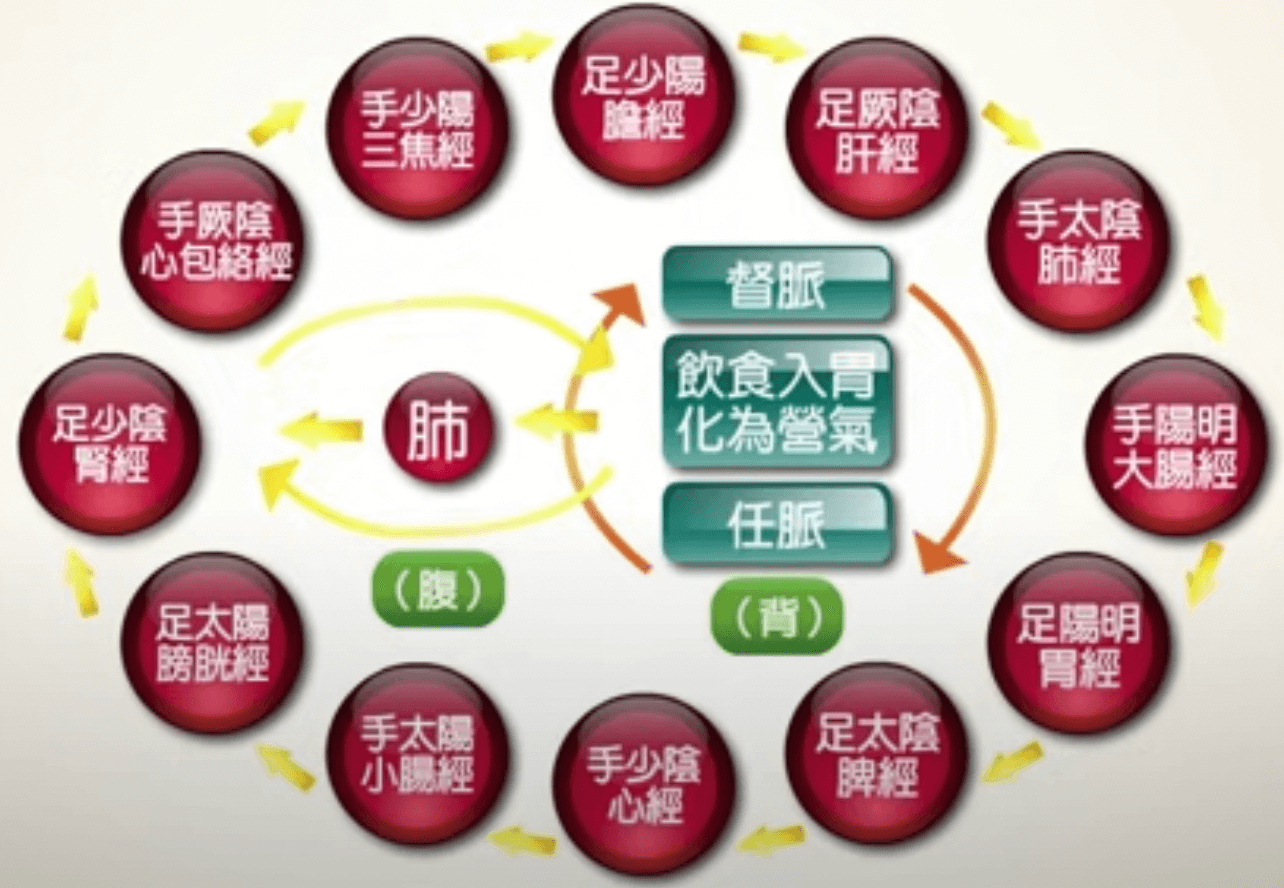 足少陽
膽經
足厥陰
肝經
手太陰
肺經
手陽明
大腸經
足陽明
胃經
足太陰
脾經
手少陰
心經
手太陽
小腸經
足太陽
膀胱經
足少陰
腎經
手厥陰
心包絡經
手少陽
三焦經
督脈
飲食入胃
化為營氣
任脈
(背)
肺
(腹)